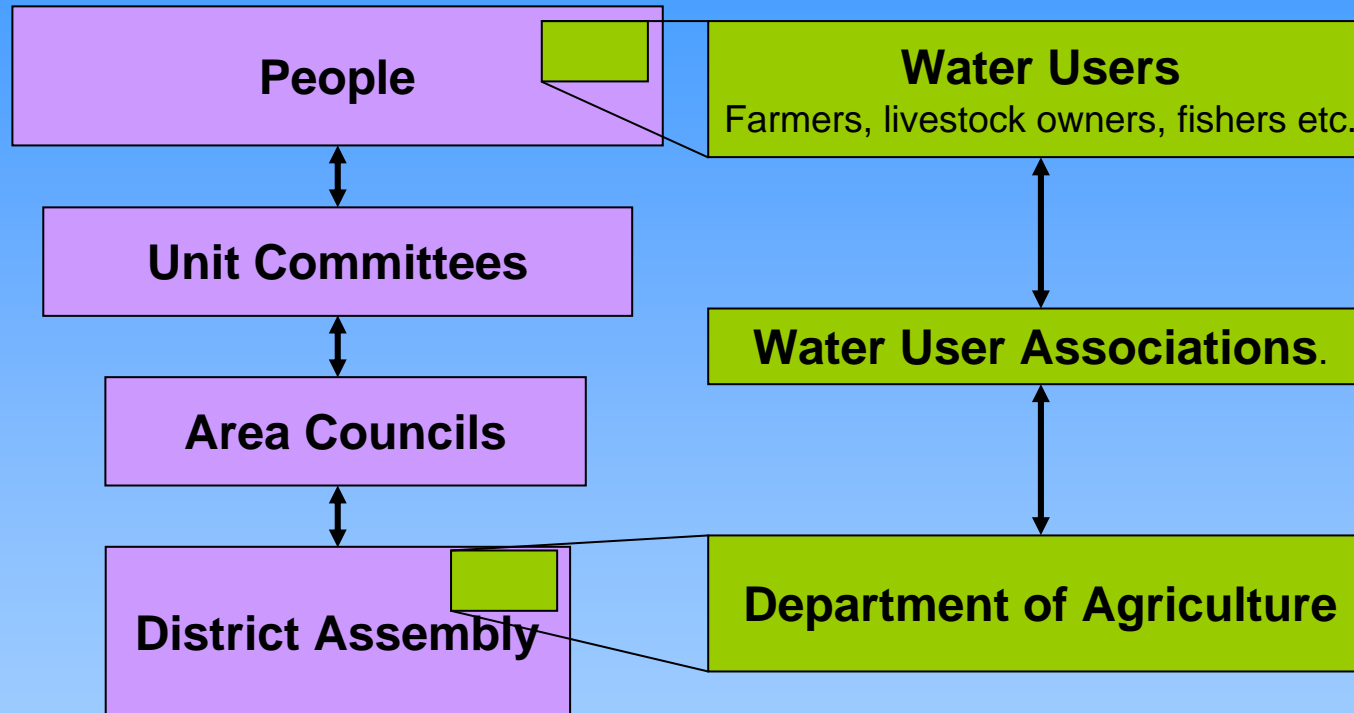 People
Water Users
Farmers, livestock owners, fishers etc.
Unit Committees
Water User Associations.
Area Councils
Department of Agriculture
District Assembly